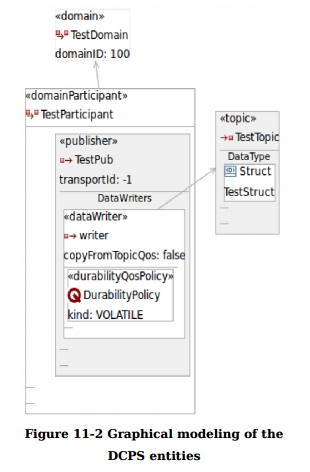 «domain»
TestDomain
domainID: 100
«domainParticipant»
TestParticipant
«publisher»
TestPub
transportId: -1
DataWriters
«dataWriter»
writer
copyFromTopicQos: false
«durabilityQosPolicy»
Q DurabilityPolicy
kind: VOLATILE
«topic»
TestTopic
DataType
Struct
TestStruct
Figure 11-2 Graphical modeling of the
DCPS entities